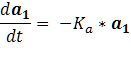 da₁/dt = −Kₐ * a₁